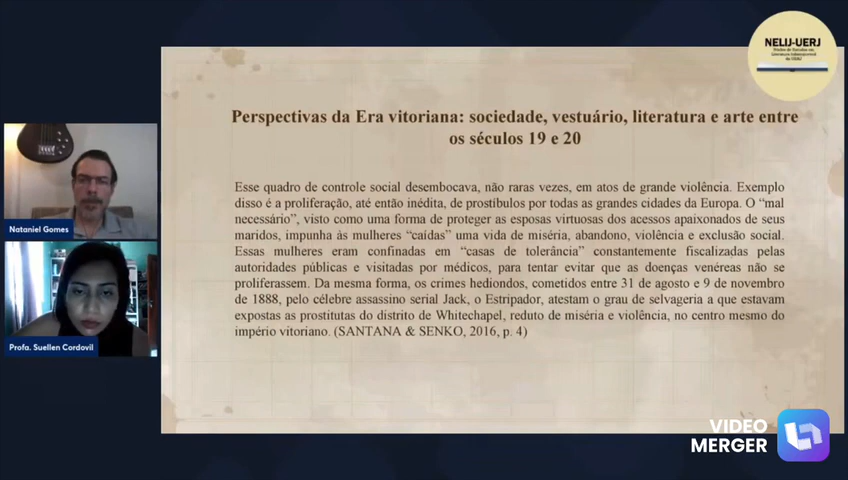 NELIJ-UERJ
Perspectivas da Era vitoriana: sociedade, vestuário, literatura e arte entre
os séculos 19 e 20
Esse quadro de controle social desembocava, não raras vezes, em atos de grande violência. Exemplo
disso é a proliferação, até então inédita, de prostíbulos por todas as grandes cidades da Europa. O “mal
necessário”, visto como uma forma de proteger as esposas virtuosas dos acessos apaixonados de seus
maridos, impunha às mulheres “caídas” uma vida de miséria, abandono, violência e exclusão social.
Essas mulheres eram confinadas em “casas de tolerância” constantemente fiscalizadas pelas
autoridades públicas e visitadas por médicos, para tentar evitar que as doenças venéreas não se
proliferassem. Da mesma forma, os crimes hediondos, cometidos entre 31 de agosto e 9 de novembro
de 1888, pelo célebre assassino serial Jack, o Estripador, atestam o grau de selvageria a que estavam
expostas as prostitutas do distrito de Whitechapel, reduto de miséria e violência, no centro mesmo do
império vitoriano. (SANTANA & SENKO, 2016, p. 4)
Nataniel Gomes
Profa. Suellen Cordovil
VIDEO
MERGER